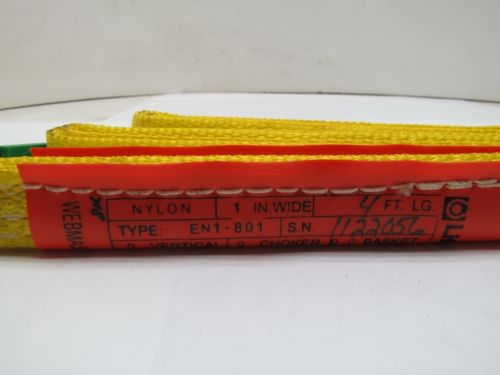 WEBMAS
NYLON 1 IN.WIDE 4 FT. LG.
TYPE: EN1-801 S.N. 1122056
VERTICAL CHOKER BASKET